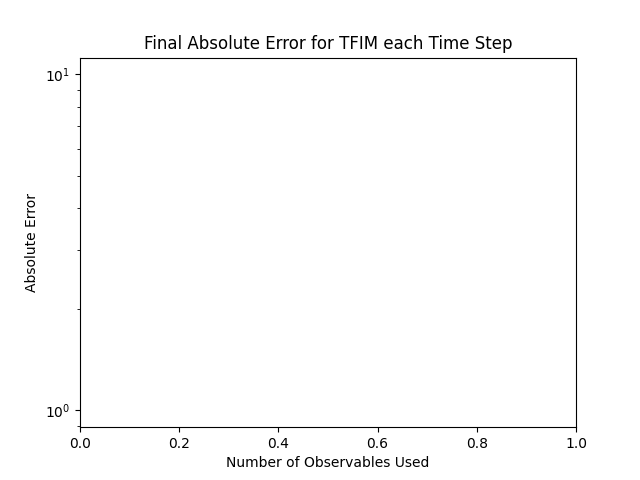 Final Absolute Error for TFIM each Time Step
10¹
10⁰
Absolute Error
0.0 0.2 0.4 0.6 0.8 1.0
Number of Observables Used